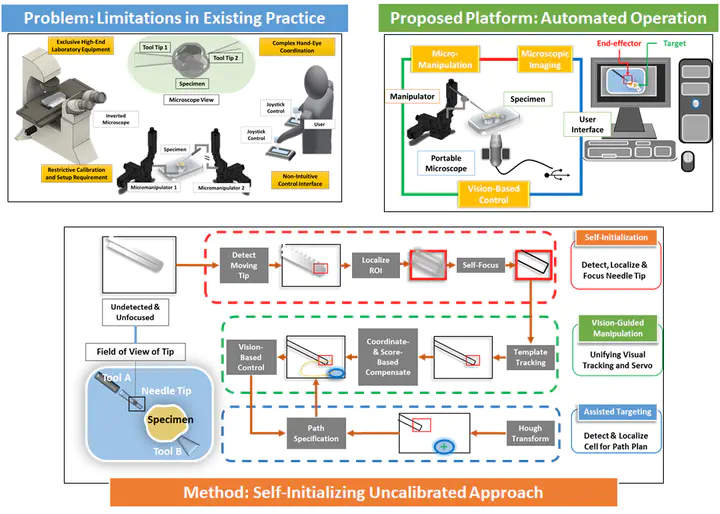 Problem: Limitations in Existing Practice
Exclusive High-End
Laboratory Equipment
Tool Tip 1
Tool Tip 2
Specimen
Microscope View
Complex Hand-Eye
Coordination
Inverted
Microscope
Joystick
Control
Joystick
Control
User
Specimen
Restrictive Calibration
and Setup Requirement
Micromanipulator 1
Micromanipulator 2
Non-Intuitive
Control Interface
Proposed Platform: Automated Operation
Micro-
Manipulation
Microscopic
Imaging
End-effector
Target
Manipulator
Specimen
User
Interface
Portable
Microscope
Vision-Based
Control
Undetected &
Unfocused
Detect
Moving
Tip
Localize
ROI
Self-Focus
Self-Initialization
Detect, Localize &
Focus Needle Tip
Field of View of Tip
Tool A
Needle Tip
Specimen
Tool B
Vision-
Based
Control
Coordinate-
& Score-
Based
Compensate
Template
Tracking
Vision-Guided
Manipulation
Unifying Visual
Tracking and Servo
Path
Specification
Hough
Transform
Assisted Targeting
Detect & Localize
Cell for Path Plan
Method: Self-Initializing Uncalibrated Approach